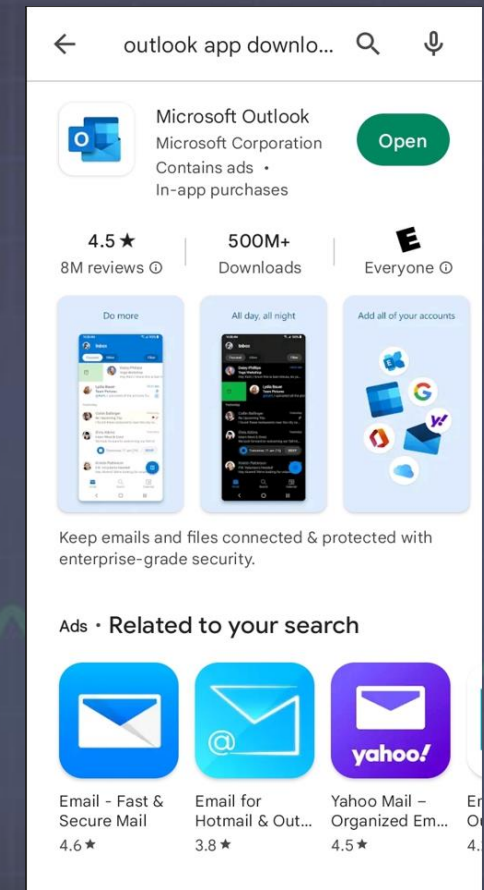 outlook app downlo...
Microsoft Outlook
Microsoft Corporation
Contains ads •
In-app purchases
Open
4.5★
8M reviews
500M+
Downloads
E
Everyone
Do more
All day, all night
Add all of your accounts
Inbox
Inbox
Keep emails and files connected & protected with
enterprise-grade security.
Ads • Related to your search
@
yahoo!
Email - Fast &
Secure Mail
4.6★
Email for
Hotmail & Out...
3.8★
Yahoo Mail –
Organized Em...
4.5★